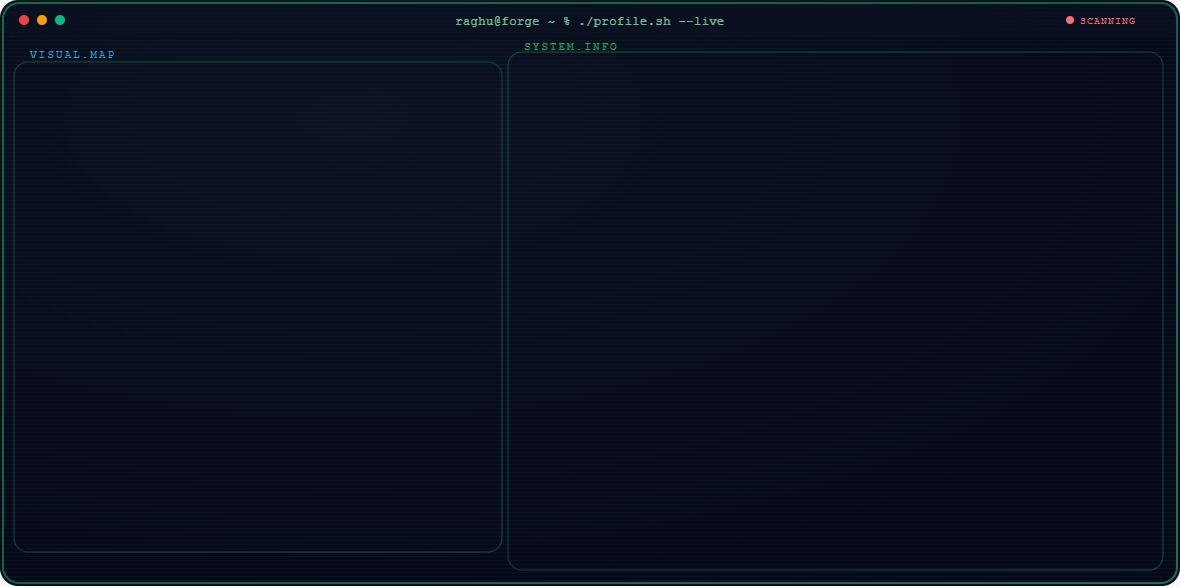 raghu@forge ~ % ./profile.sh --live
SCANNING
VISUAL.MAP
SYSTEM.INFO